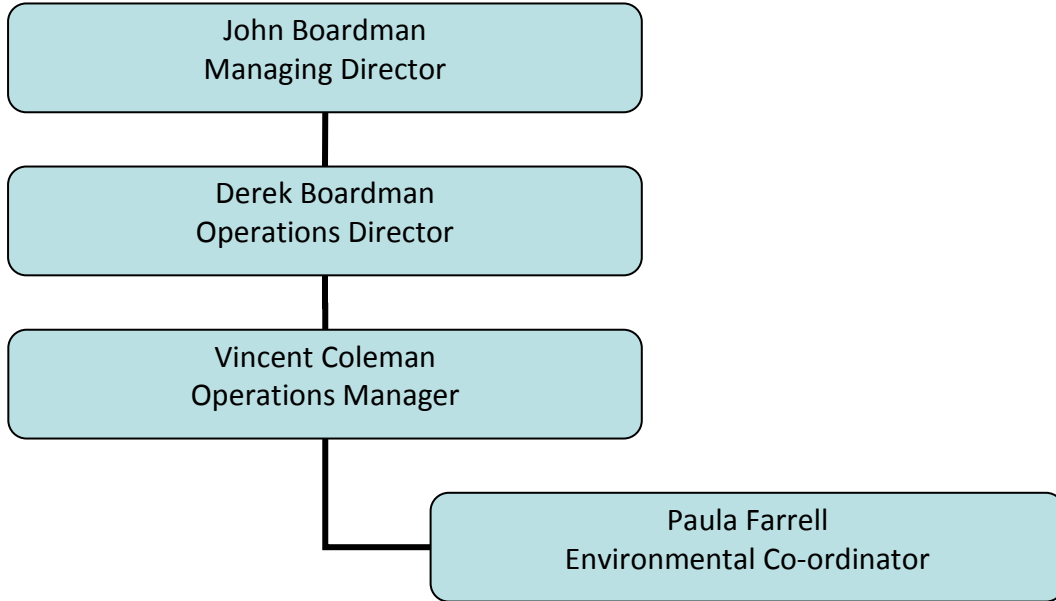 John Boardman
Managing Director
Derek Boardman
Operations Director
Vincent Coleman
Operations Manager
Paula Farrell
Environmental Co-ordinator